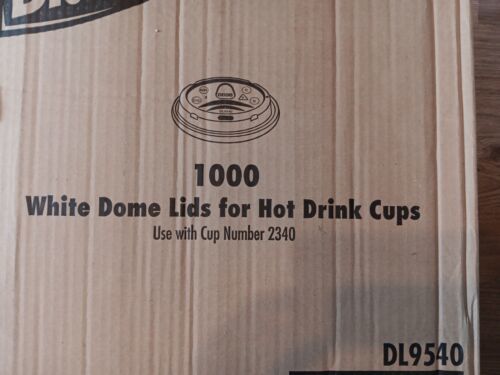 1000
White Dome Lids for Hot Drink Cups
Use with Cup Number 2340
DL9540